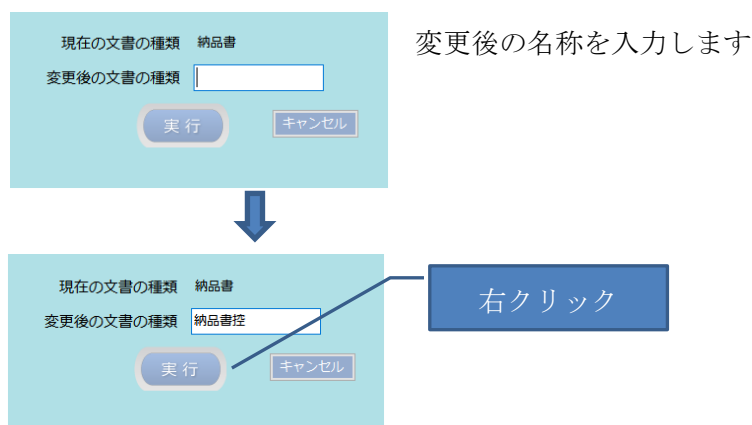 現在の文書の種類 納品書
変更後の名称を入力します
変更後の文書の種類
実行 キャンセル
現在の文書の種類 納品書
変更後の文書の種類 納品書控
右クリック
実行 キャンセル